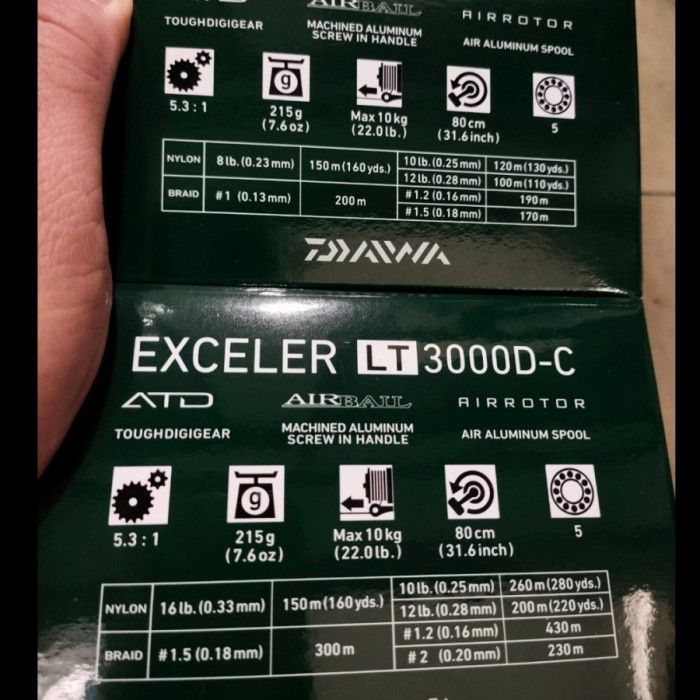 ATD AIRBAIL AIRROTOR
TOUGHDIGIGEAR MACHINED ALUMINUM SCREW IN HANDLE AIR ALUMINUM SPOOL
g
5.3 : 1 215g (7.6oz) Max 10kg (22.0lb.) 80cm (31.6inch) 5
NYLON 8lb.(0.23mm) 150m(160yds.) 10lb.(0.25mm) 120m(130yds.)
12lb.(0.28mm) 100m(110yds.)
BRAID #1 (0.13mm) 200m #1.2(0.16mm) 190m
#1.5(0.18mm) 170m
DAIWA
EXCELER LT 3000D-C
ATD AIRBAIL AIRROTOR
TOUGHDIGIGEAR MACHINED ALUMINUM SCREW IN HANDLE AIR ALUMINUM SPOOL
g
5.3 : 1 215g (7.6oz) Max 10kg (22.0lb.) 80cm (31.6inch) 5
NYLON 16lb.(0.33mm) 150m(160yds.) 10lb.(0.25mm) 260m(280yds.)
12lb.(0.28mm) 200m(220yds.)
BRAID #1.5(0.18mm) 300m #1.2(0.16mm) 430m
#2 (0.20mm) 230m